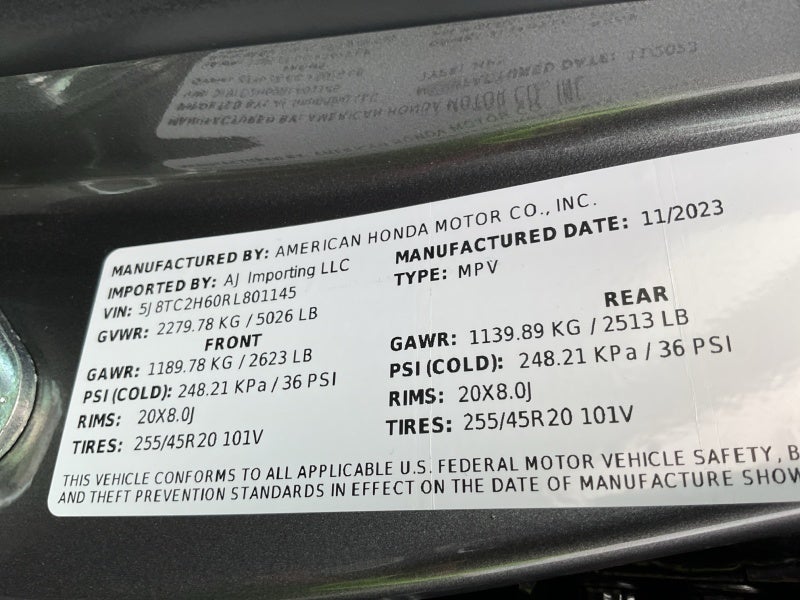 MANUFACTURED BY: AMERICAN HONDA MOTOR CO., INC.
IMPORTED BY: AJ Importing LLC
MANUFACTURED DATE: 11/2023
VIN: 5J8TC2H60RL801145
TYPE: MPV
GVWR: 2279.78 KG / 5026 LB
FRONT
GAWR: 1189.78 KG / 2623 LB
PSI (COLD): 248.21 KPa / 36 PSI
RIMS: 20X8.0J
TIRES: 255/45R20 101V
REAR
GAWR: 1139.89 KG / 2513 LB
PSI (COLD): 248.21 KPa / 36 PSI
RIMS: 20X8.0J
TIRES: 255/45R20 101V
THIS VEHICLE CONFORMS TO ALL APPLICABLE U.S. FEDERAL MOTOR VEHICLE SAFETY, B
AND THEFT PREVENTION STANDARDS IN EFFECT ON THE DATE OF MANUFACTURE SHOW